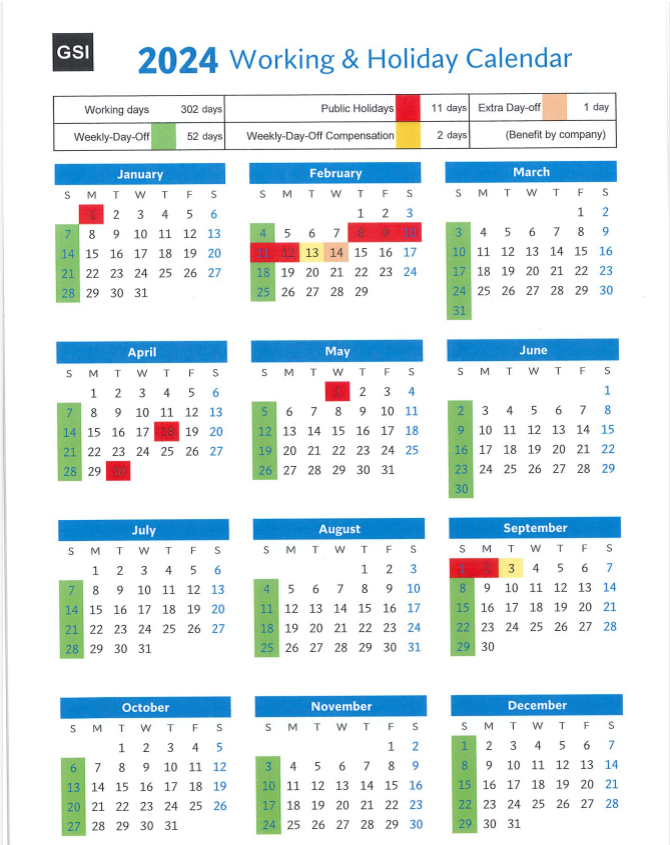 GSI
2024 Working & Holiday Calendar
Working days 302 days Public Holidays 11 days Extra Day-off 1 day
Weekly-Day-Off 52 days Weekly-Day-Off Compensation 2 days (Benefit by company)
January
S M T W T F S
1 2 3 4 5 6
7 8 9 10 11 12 13
14 15 16 17 18 19 20
21 22 23 24 25 26 27
28 29 30 31
February
S M T W T F S
1 2 3
4 5 6 7 8 9 10
11 12 13 14 15 16 17
18 19 20 21 22 23 24
25 26 27 28 29
March
S M T W T F S
1 2
3 4 5 6 7 8 9
10 11 12 13 14 15 16
17 18 19 20 21 22 23
24 25 26 27 28 29 30
31
April
S M T W T F S
1 2 3 4 5 6
7 8 9 10 11 12 13
14 15 16 17 18 19 20
21 22 23 24 25 26 27
28 29 30
May
S M T W T F S
1 2 3 4
5 6 7 8 9 10 11
12 13 14 15 16 17 18
19 20 21 22 23 24 25
26 27 28 29 30 31
June
S M T W T F S
1
2 3 4 5 6 7 8
9 10 11 12 13 14 15
16 17 18 19 20 21 22
23 24 25 26 27 28 29
30
July
S M T W T F S
1 2 3 4 5 6
7 8 9 10 11 12 13
14 15 16 17 18 19 20
21 22 23 24 25 26 27
28 29 30 31
August
S M T W T F S
1 2 3
4 5 6 7 8 9 10
11 12 13 14 15 16 17
18 19 20 21 22 23 24
25 26 27 28 29 30 31
September
S M T W T F S
1 2 3 4 5 6 7
8 9 10 11 12 13 14
15 16 17 18 19 20 21
22 23 24 25 26 27 28
29 30
October
S M T W T F S
1 2 3 4 5
6 7 8 9 10 11 12
13 14 15 16 17 18 19
20 21 22 23 24 25 26
27 28 29 30 31
November
S M T W T F S
1 2
3 4 5 6 7 8 9
10 11 12 13 14 15 16
17 18 19 20 21 22 23
24 25 26 27 28 29 30
December
S M T W T F S
1 2 3 4 5 6 7
8 9 10 11 12 13 14
15 16 17 18 19 20 21
22 23 24 25 26 27 28
29 30 31